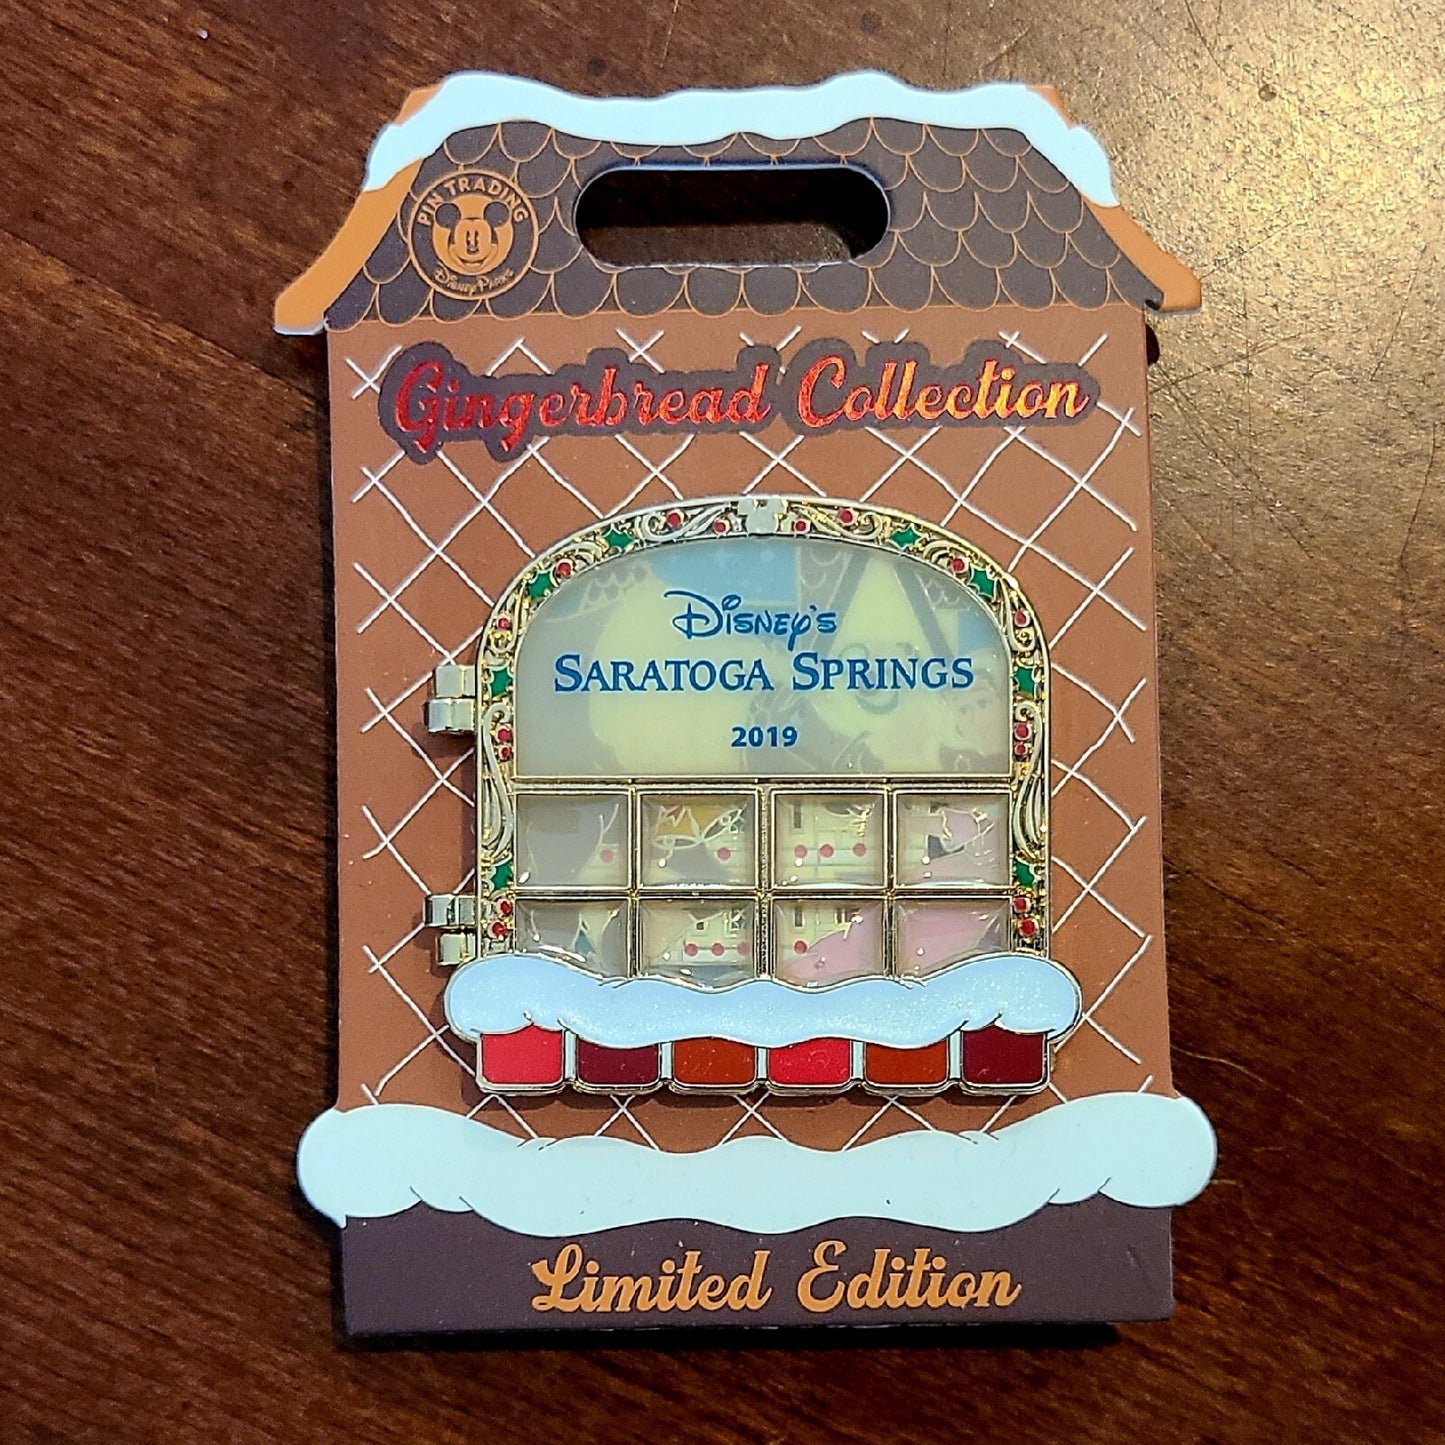 PIN TRADING
Disney Parks
Gingerbread Collection
Disney's
SARATOGA SPRINGS
2019
Limited Edition